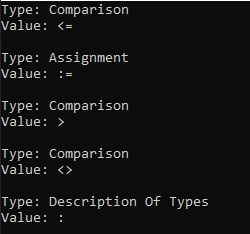 Type: Comparison
Value: <=
Type: Assignment
Value: :=
Type: Comparison
Value: >
Type: Comparison
Value: <>
Type: Description Of Types
Value: :